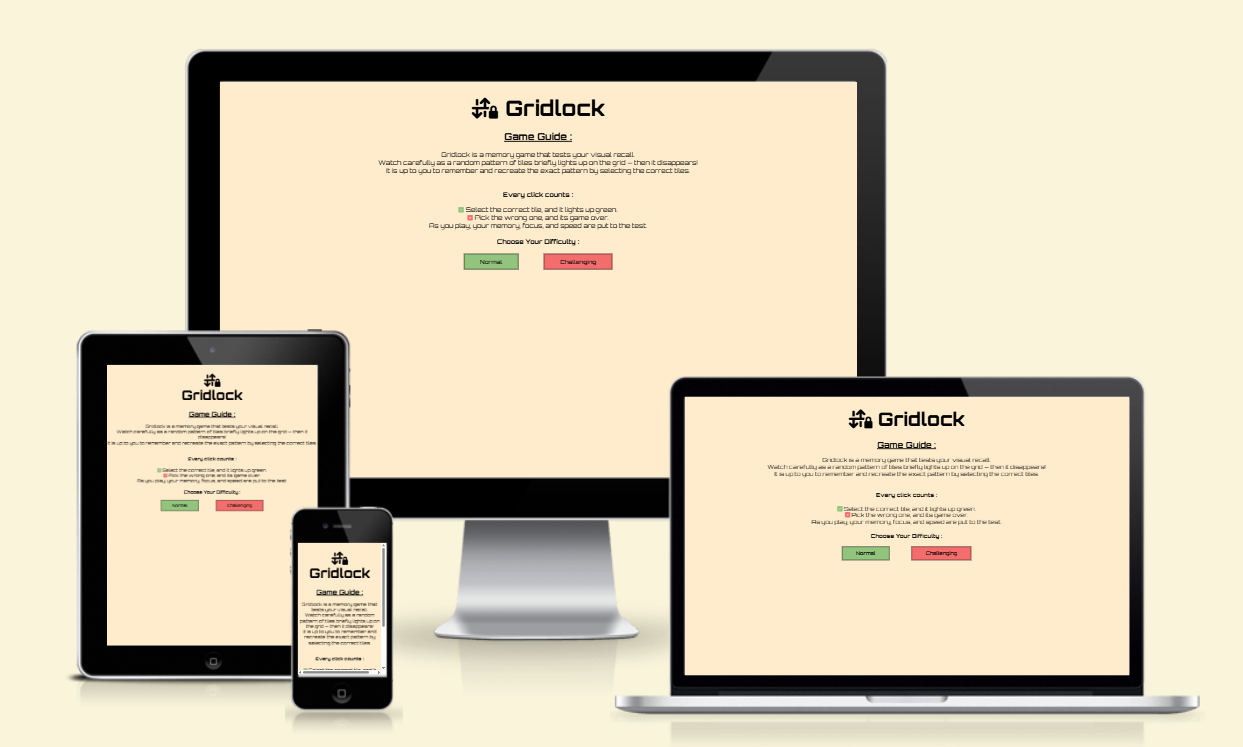 Gridlock
Game Guide :
Gridlock is a memory game that tests your visual recall.
Watch carefully as a random pattern of tiles briefly lights up on the grid — then it disappears!
It is up to you to remember and recreate the exact pattern by selecting the correct tiles.
Every click counts :
Select the correct tile, and it lights up green.
Pick the wrong one, and its game over.
As you play, your memory, focus, and speed are put to the test.
Choose Your Difficulty :
Normal Challenging
Gridlock
Game Guide :
Gridlock is a memory game that tests your visual recall.
Watch carefully as a random pattern of tiles briefly lights up on the grid — then it
disappears!
It is up to you to remember and recreate the exact pattern by selecting the correct tiles.
Every click counts :
Select the correct tile, and it lights up green.
Pick the wrong one, and its game over.
As you play, your memory, focus, and speed are put to the test.
Choose Your Difficulty :
Normal Challenging
Gridlock
Game Guide :
Gridlock is a memory game that
tests your visual recall.
Watch carefully as a random
pattern of tiles briefly lights up on
the grid — then it disappears!
It is up to you to remember and
recreate the exact pattern by
selecting the correct tiles.
Every click counts :
Gridlock
Game Guide :
Gridlock is a memory game that tests your visual recall.
Watch carefully as a random pattern of tiles briefly lights up on the grid — then it disappears!
It is up to you to remember and recreate the exact pattern by selecting the correct tiles.
Every click counts :
Select the correct tile, and it lights up green.
Pick the wrong one, and its game over.
As you play, your memory, focus, and speed are put to the test.
Choose Your Difficulty :
Normal Challenging